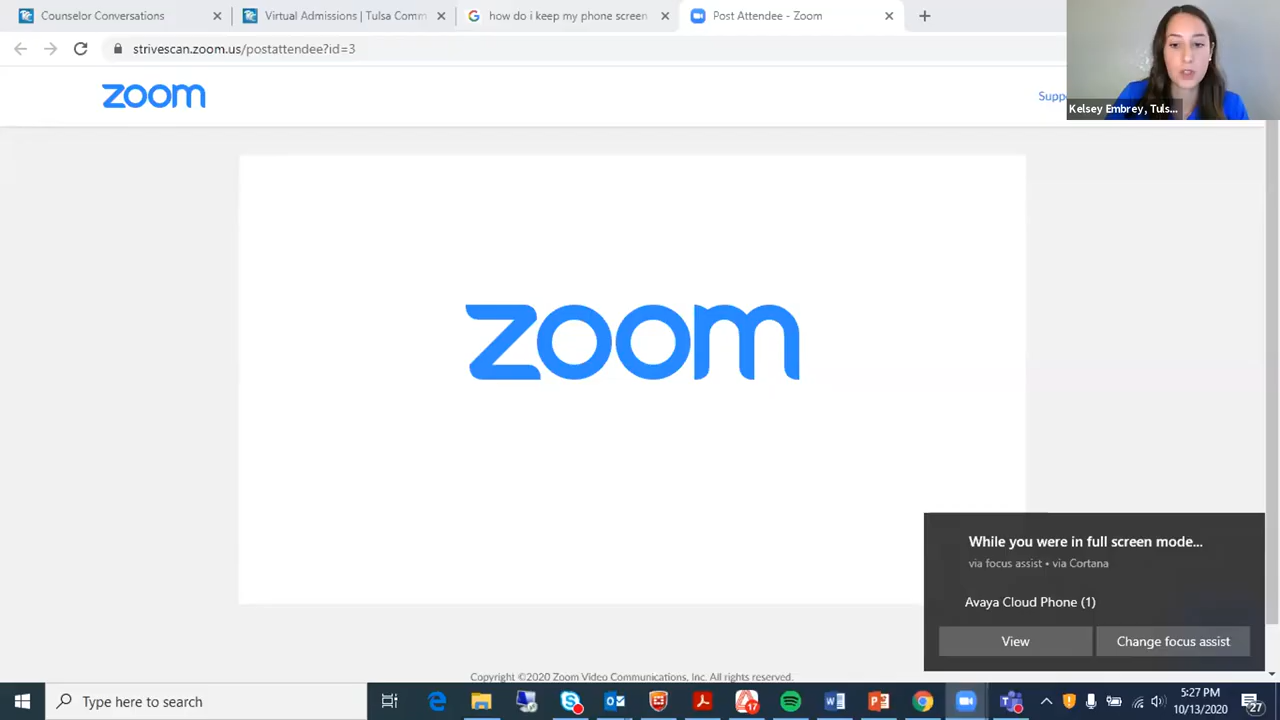 Counselor Conversations
Virtual Admissions | Tulsa Comm
how do i keep my phone screen
Post Attendee - Zoom
strivescan.zoom.us/postattendee?id=3
zoom
Supp
Kelsey Embrey, Tuls...
zoom
While you were in full screen mode...
via focus assist • via Cortana
Avaya Cloud Phone (1)
View
Change focus assist
Copyright ©2020 Zoom Video Communications, Inc. All rights reserved.
Type here to search
17
5:27 PM
10/13/2020
27